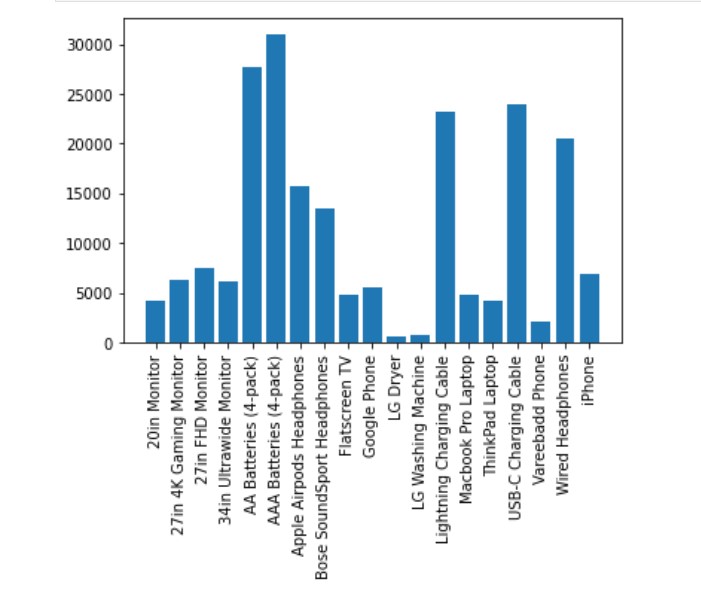 30000
25000
20000
15000
10000
5000
0
20in Monitor
27in 4K Gaming Monitor
27in FHD Monitor
34in Ultrawide Monitor
AA Batteries (4-pack)
AAA Batteries (4-pack)
Apple Airpods Headphones
Bose SoundSport Headphones
Flatscreen TV
Google Phone
LG Dryer
LG Washing Machine
Lightning Charging Cable
Macbook Pro Laptop
ThinkPad Laptop
USB-C Charging Cable
Vareebadd Phone
Wired Headphones
iPhone